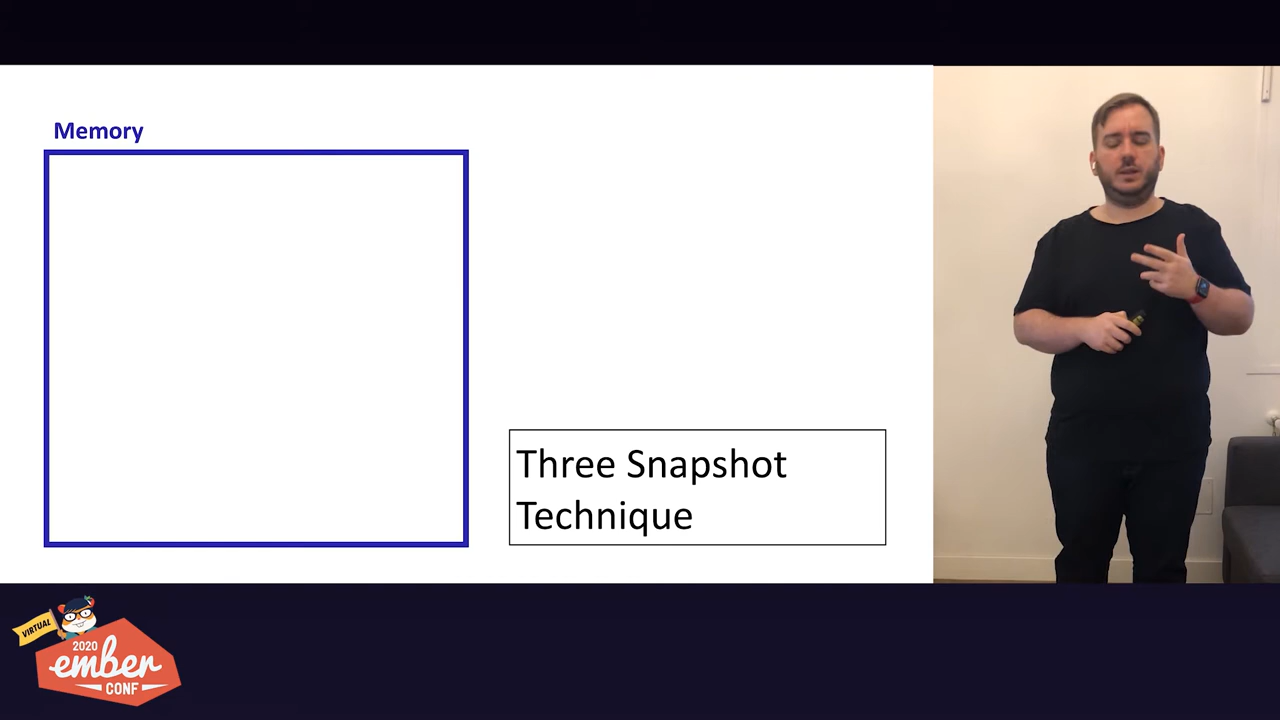 Memory
Three Snapshot
Technique
VIRTUAL
2020
ember
CONF